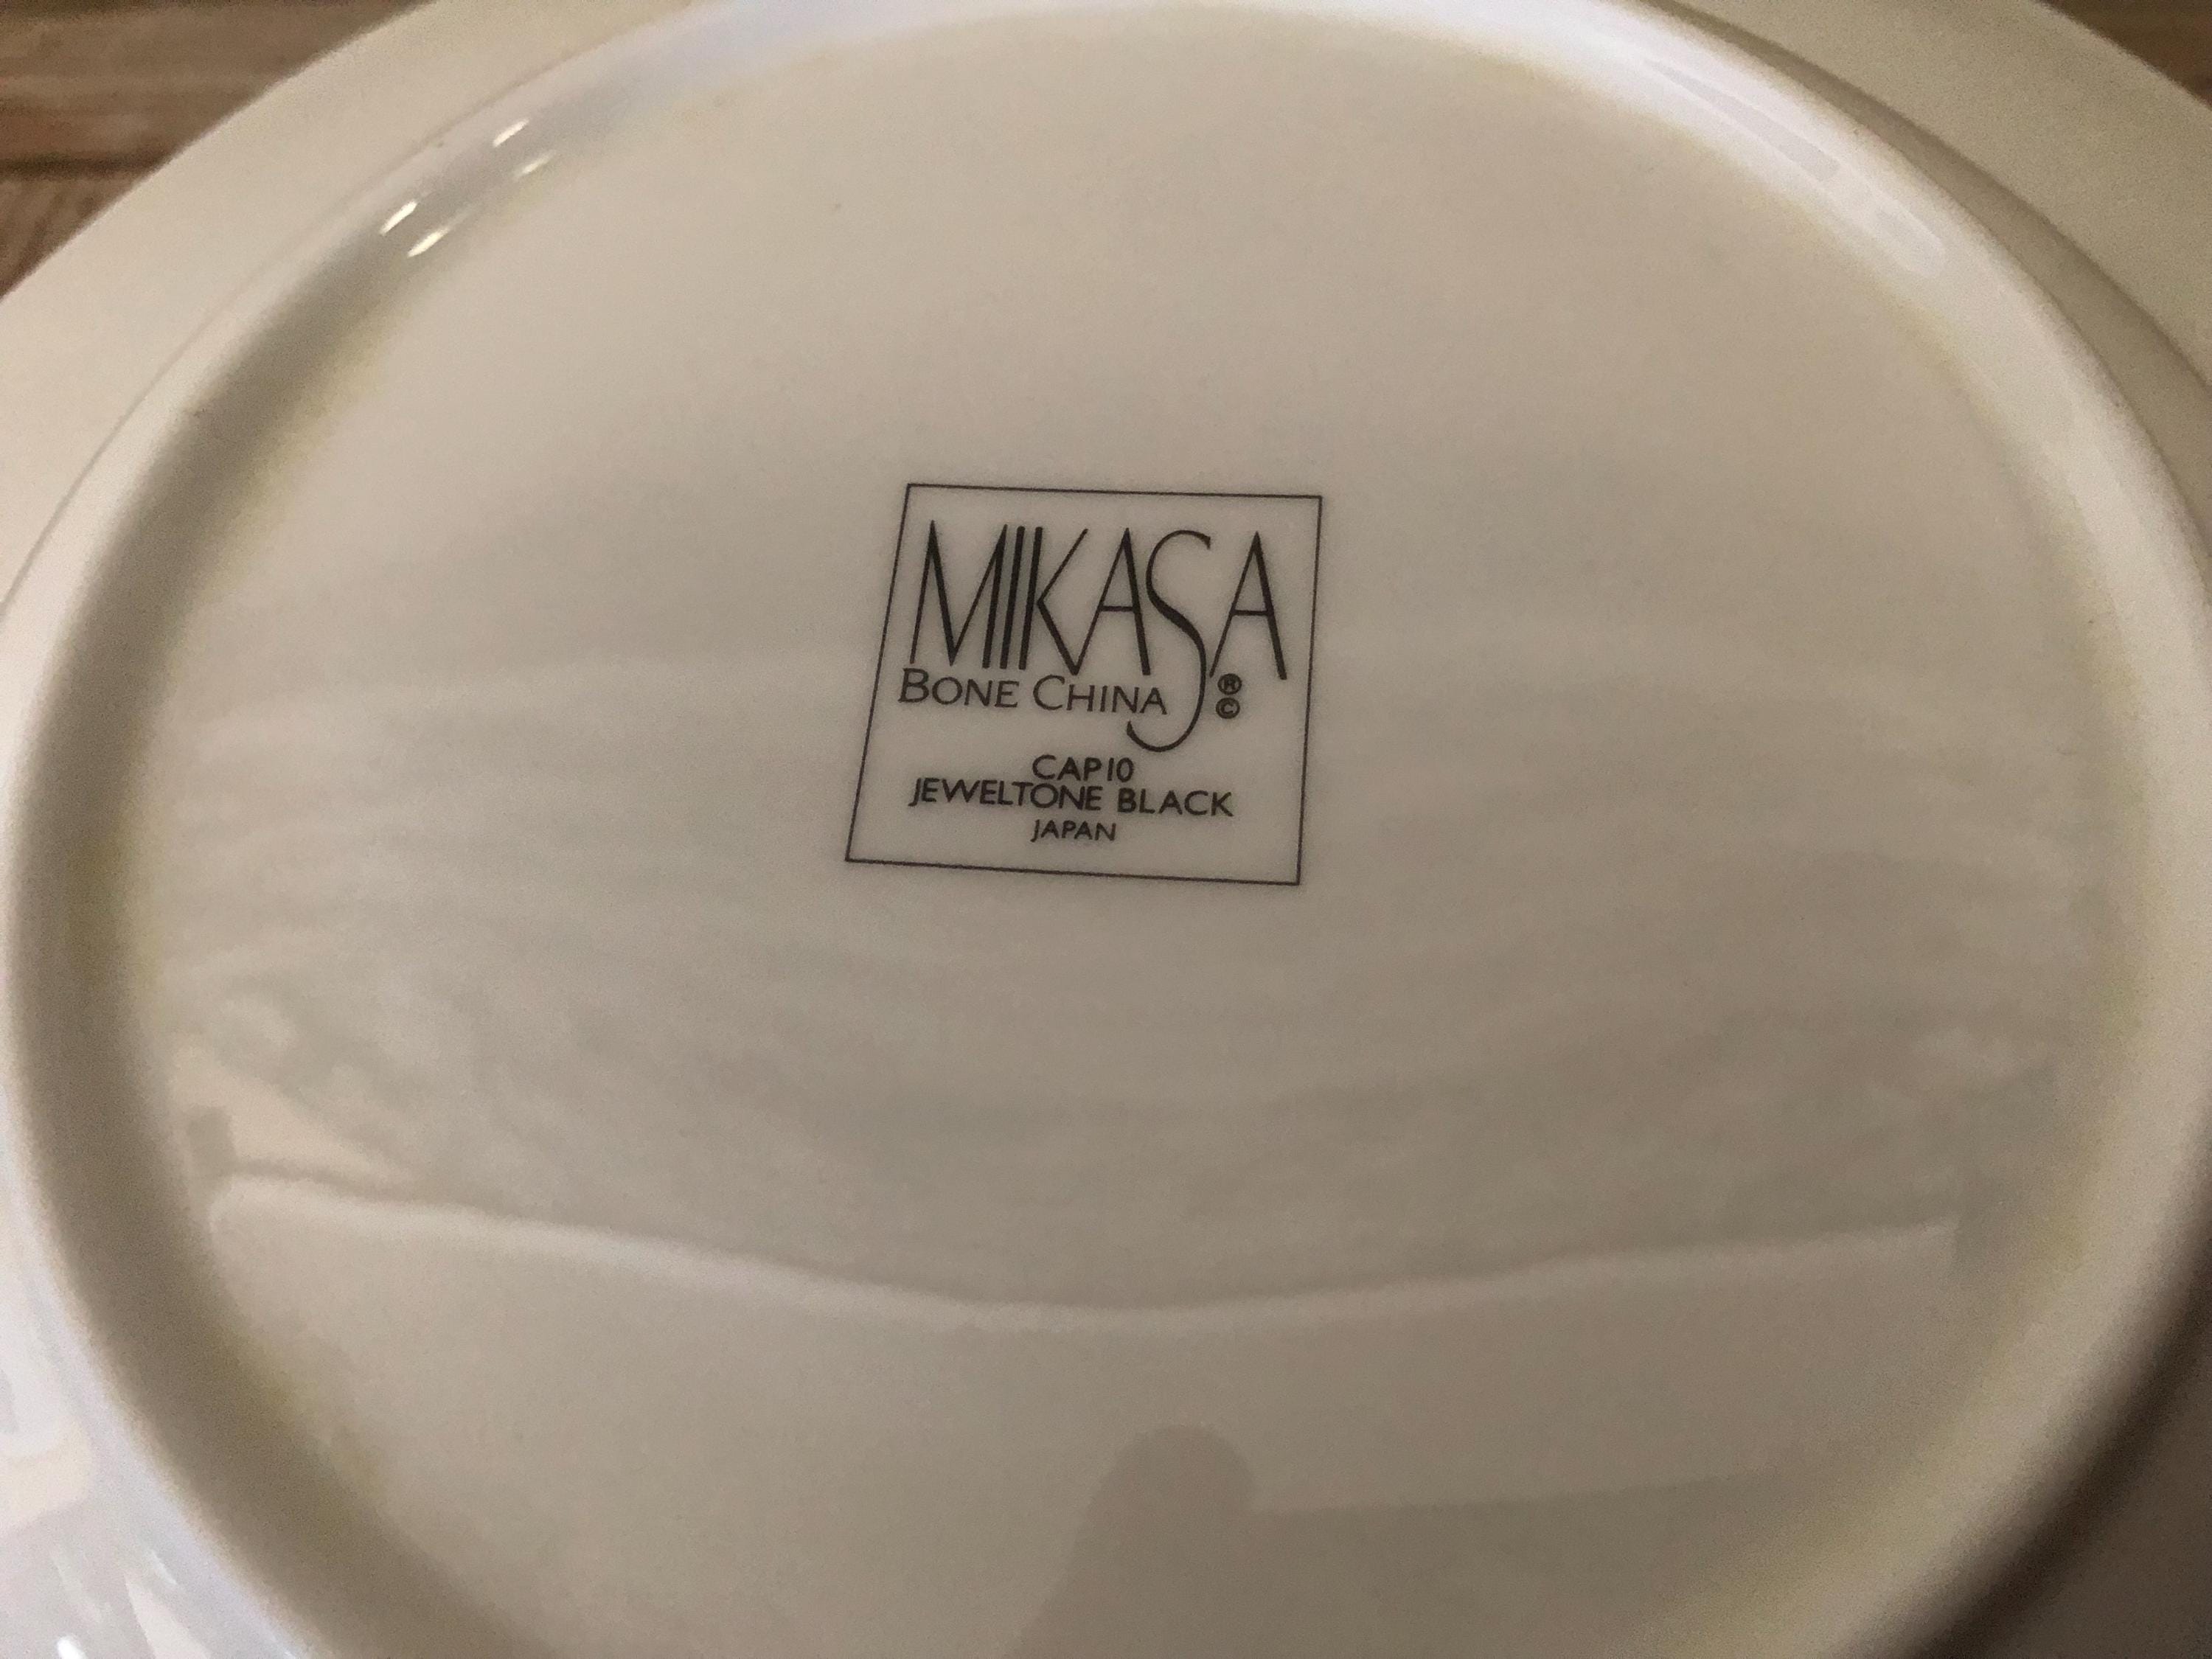 MIKASA
BONE CHINA ® ©
CAP10
JEWELTONE BLACK
JAPAN